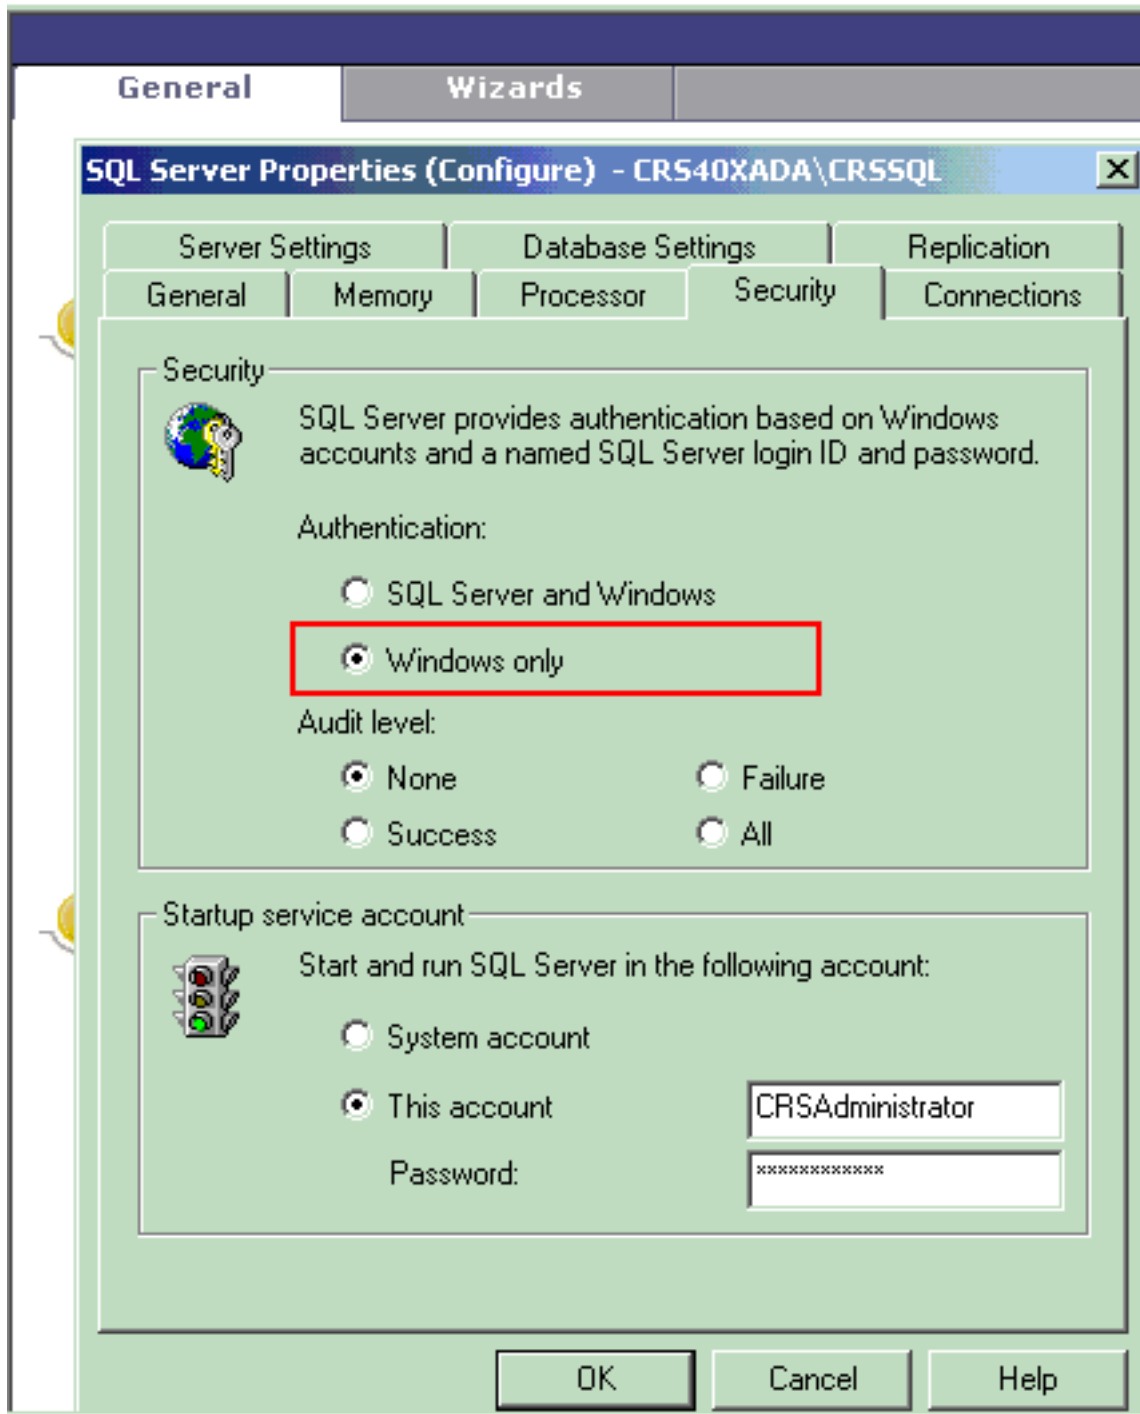 General Wizards
SQL Server Properties (Configure) - CRS40XADA\CRSSQL
Server Settings Database Settings Replication
General Memory Processor Security Connections
Security
SQL Server provides authentication based on Windows
accounts and a named SQL Server login ID and password.
Authentication:
SQL Server and Windows
Windows only
Audit level:
None Failure
Success All
Startup service account
Start and run SQL Server in the following account:
System account
This account CRSAdministrator
Password: ************
OK Cancel Help